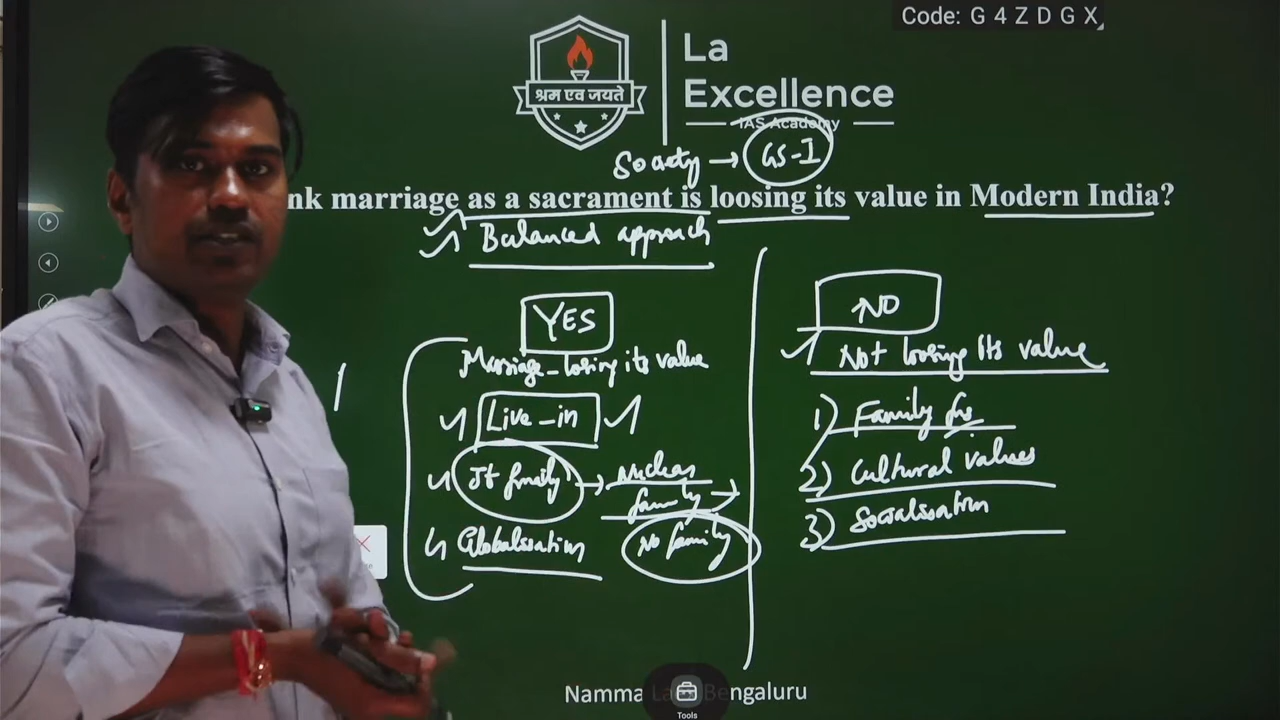 Code: G 4 Z D G X
La
Excellence
IAS Academy
श्रम एव जयते
Society → GS-I
nk marriage as a sacrament is loosing its value in Modern India?
Balanced approach
YES
Marriage - losing its value
Live-in
Jt family → Nuclear family →
Globalisation No family
NO
Not loosing its value
1) Family
2) Cultural values
3) Socialisation
Namma La Bengaluru
Tools